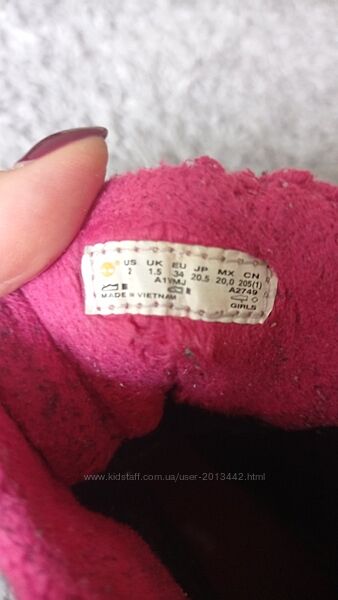 US UK EU JP MX CN
2 1.5 34 20.5 20,0 205(1)
A1VMJ A2749
MADE IN VIETNAM GIRLS
www.kidstaff.com.ua/user-2013442.html